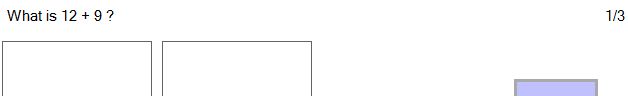 What is 12 + 9 ? 1/3